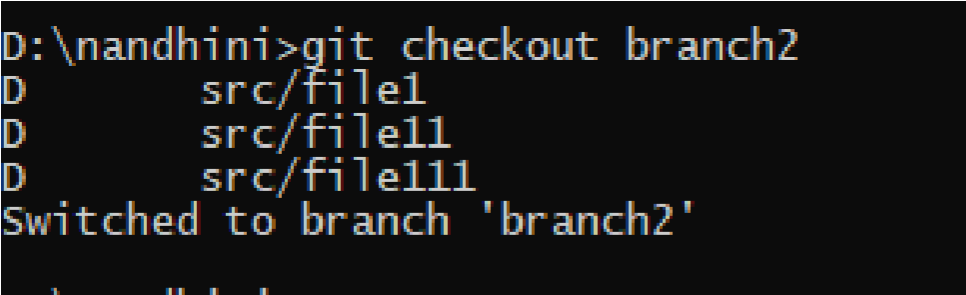 D:\nandhini>git checkout branch2
D       src/file1
D       src/file11
D       src/file111
Switched to branch 'branch2'